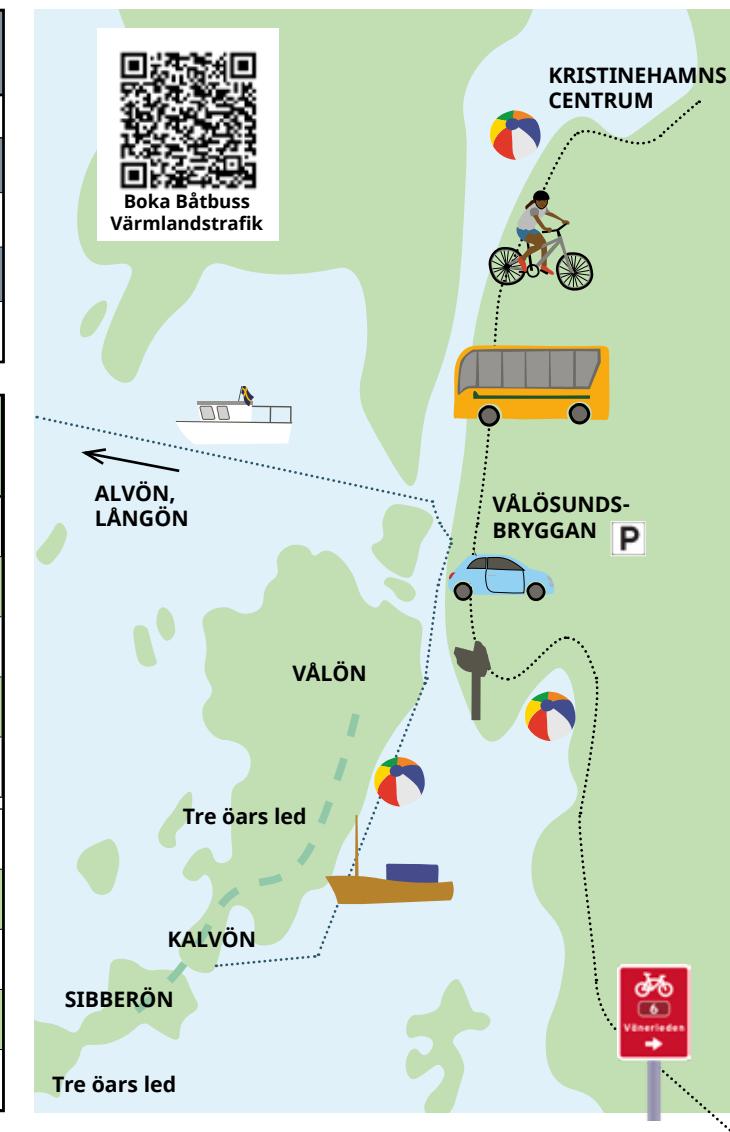 KRISTINEHAMNS
CENTRUM
Boka Båtbuss
Värmlandstrafik
ALVÖN,
LÅNGÖN
VÅLÖSUNDS-
BRYGGAN
P
VÅLÖN
Tre öars led
KALVÖN
SIBBERÖN
6
Vänerleden
Tre öars led